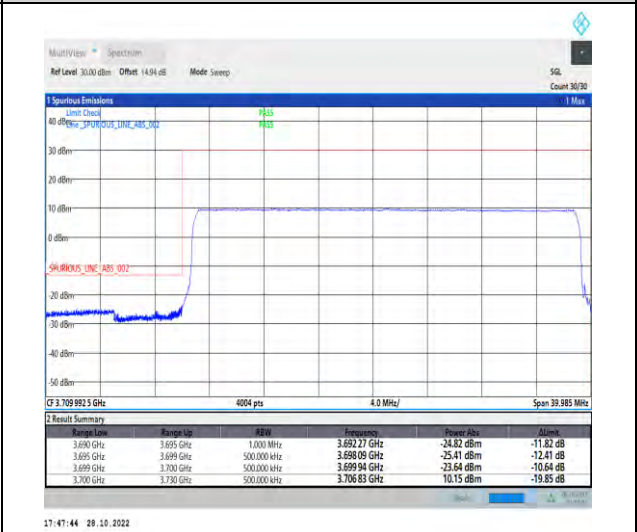 MultiView Spectrum
Ref Level 30.00 dBm Offset 14.94 dB Mode Sweep SGL
Count 30/30
1 Spurious Emissions 1 Max
Limit Check PASS
40 dBm Line _SPURIOUS_LINE_ABS_002 PASS
30 dBm
20 dBm
10 dBm
0 dBm
_SPURIOUS_LINE_ABS_002
-20 dBm
-30 dBm
-40 dBm
-50 dBm
CF 3.709 992 5 GHz 4004 pts 4.0 MHz/ Span 39.985 MHz
2 Result Summary
Range Low Range Up RBW Frequency Power Abs ΔLimit
3.690 GHz 3.695 GHz 1.000 MHz 3.692 27 GHz -24.82 dBm -11.82 dB
3.695 GHz 3.699 GHz 500.000 kHz 3.698 09 GHz -25.41 dBm -12.41 dB
3.699 GHz 3.700 GHz 500.000 kHz 3.699 94 GHz -23.64 dBm -10.64 dB
3.700 GHz 3.730 GHz 500.000 kHz 3.706 83 GHz 10.15 dBm -19.85 dB
17:47:44 28.10.2022